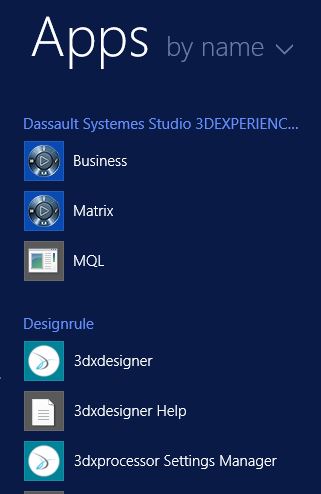 Apps by name
Dassault Systemes Studio 3DEXPERIENC...
Business
Matrix
MQL
Designrule
3dxdesigner
3dxdesigner Help
3dxprocessor Settings Manager